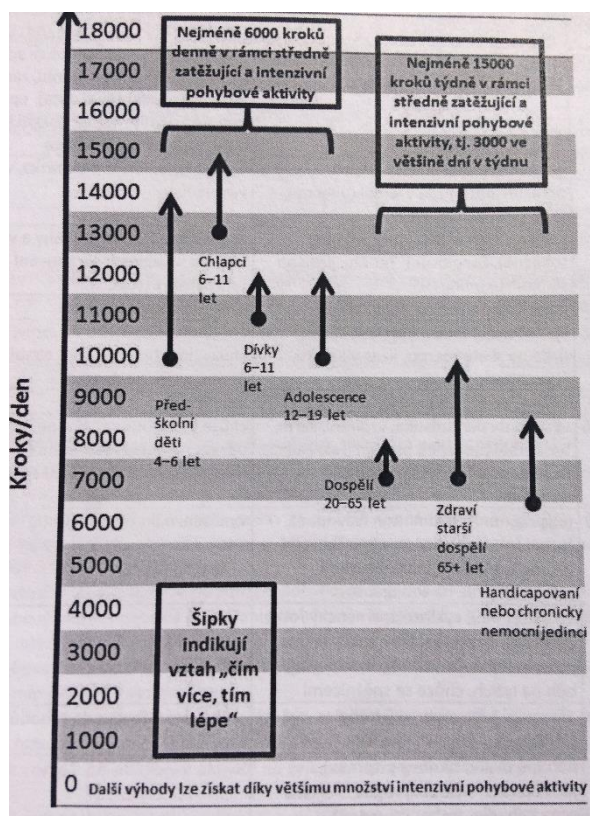 18000
17000
16000
15000
14000
13000
12000
11000
10000
9000
8000
7000
6000
5000
4000
3000
2000
1000
0
Kroky/den
Nejméně 6000 kroků
denně v rámci středně
zatěžující a intenzivní
pohybové aktivity
Nejméně 15000
kroků týdně v rámci
středně zatěžující a
intenzivní pohybové
aktivity, tj. 3000 ve
většině dní v týdnu
Chlapci
6–11
let
Dívky
6–11
let
Před-
školní
děti
4–6 let
Adolescence
12–19 let
Dospělí
20–65 let
Zdraví
starší
dospělí
65+ let
Handicapovaní
nebo chronicky
nemocní jedinci
Šipky
indikují
vztah „čím
více, tím
lépe“
Další výhody lze získat díky většímu množství intenzivní pohybové aktivity